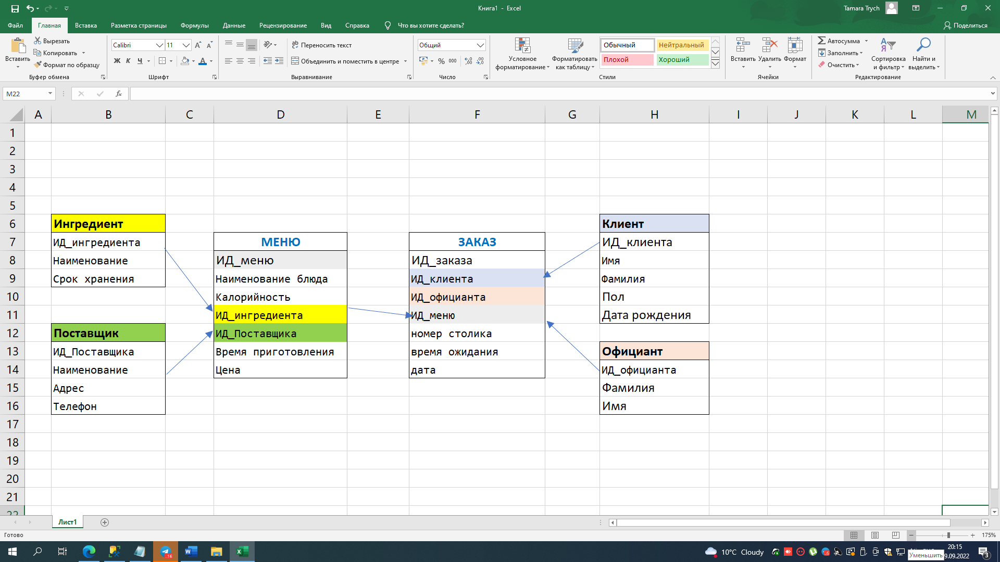 Книга1 - Excel
Tamara Trych
Файл Главная Вставка Разметка страницы Формулы Данные Рецензирование Вид Справка Что вы хотите сделать? Поделиться
Вставить
Вырезать
Копировать
Формат по образцу
Буфер обмена
Calibri 11
Ж К Ч
Шрифт
Переносить текст
Объединить и поместить в центре
Выравнивание
Общий
% 000
Число
Условное форматирование
Форматировать как таблицу
Обычный Нейтральный
Плохой Хороший
Стили
Вставить Удалить Формат
Ячейки
Автосумма
Заполнить
Очистить
Сортировка и фильтр
Найти и выделить
Редактирование
M22
fx
A B C D E F G H I J K L M
1
2
3
4
5
6 Ингредиент Клиент
7 ИД_ингредиента МЕНЮ ЗАКАЗ ИД_клиента
8 Наименование ИД_меню ИД_заказа Имя
9 Срок хранения Наименование блюда ИД_клиента Фамилия
10 Калорийность ИД_официанта Пол
11 ИД_ингредиента ИД_меню Дата рождения
12 Поставщик ИД_Поставщика номер столика
13 ИД_Поставщика Время приготовления время ожидания Официант
14 Наименование Цена дата ИД_официанта
15 Адрес Фамилия
16 Телефон Имя
17
18
19
20
21
22
Лист1
Готово
175%
10°C Cloudy
20:15
Уменьшить
9.09.2022
3